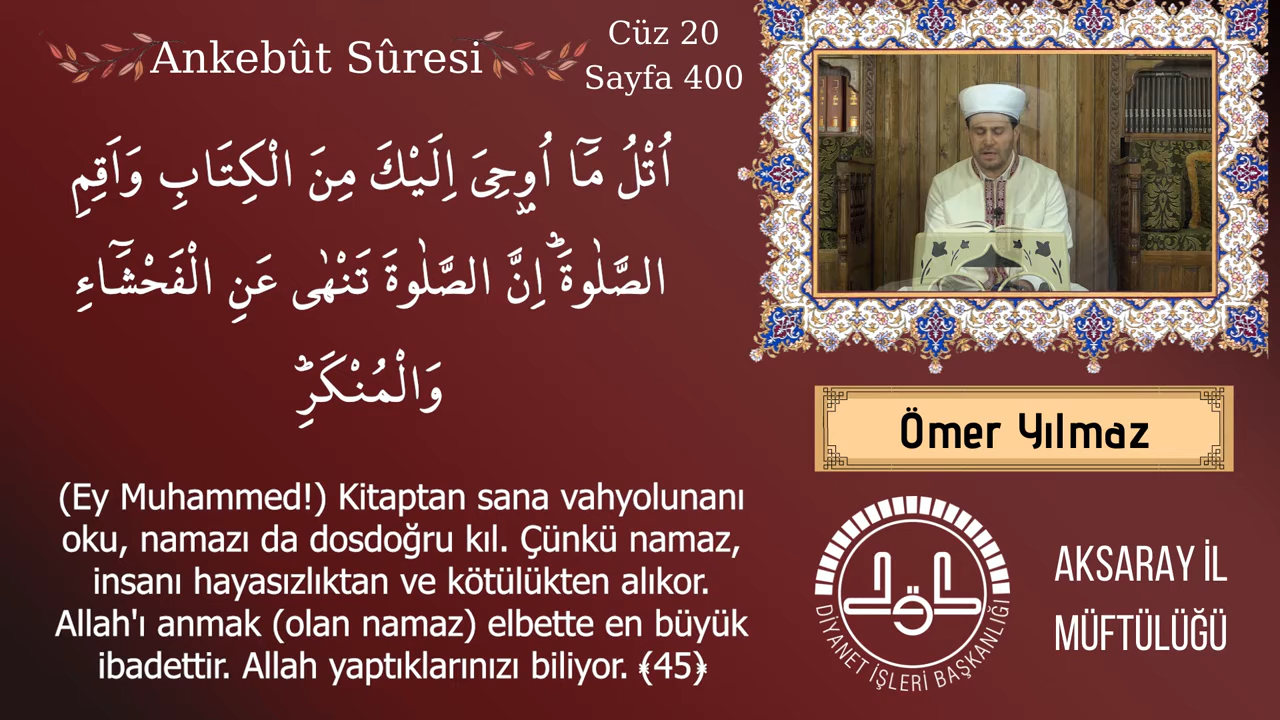 Ankebût Sûresi
Cüz 20
Sayfa 400
اُتْلُ مَٓا اُو۫حِيَ اِلَيْكَ مِنَ الْكِتَابِ وَاَقِمِ
الصَّلٰوةَۜ اِنَّ الصَّلٰوةَ تَنْهٰى عَنِ الْفَحْشَٓاءِ
وَالْمُنْكَرِۜ
(Ey Muhammed!) Kitaptan sana vahyolunanı
oku, namazı da dosdoğru kıl. Çünkü namaz,
insanı hayasızlıktan ve kötülükten alıkor.
Allah'ı anmak (olan namaz) elbette en büyük
ibadettir. Allah yaptıklarınızı biliyor. ﴾45﴿
Ömer Yılmaz
DİYANET İŞLERİ BAŞKANLIĞI
AKSARAY İL
MÜFTÜLÜĞÜ